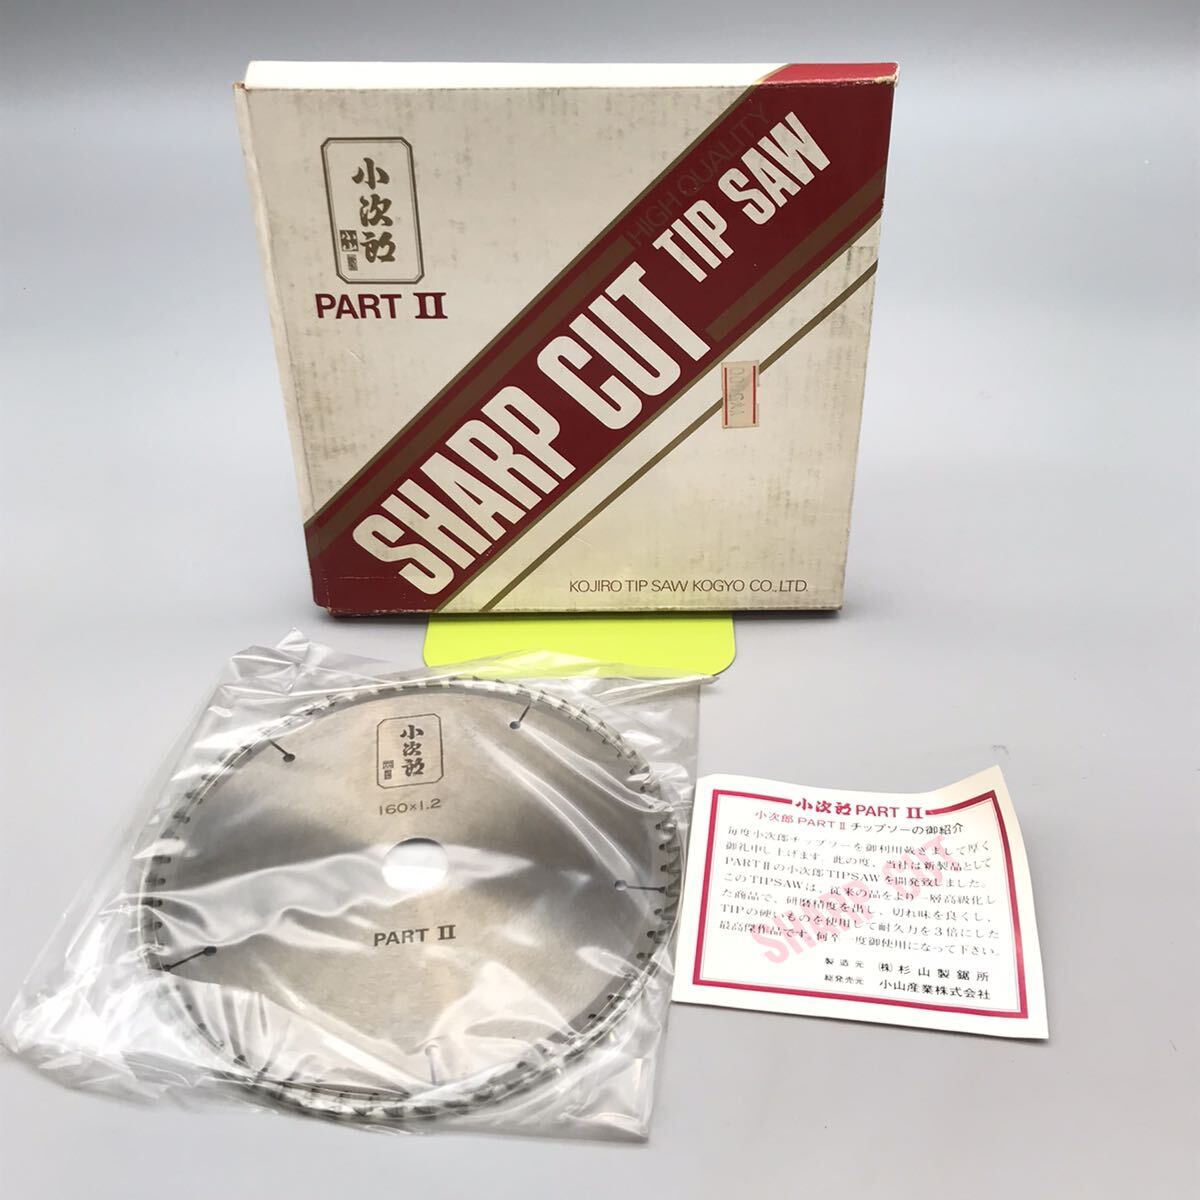 小次郎
PART II
HIGH QUALITY
TIP SAW
SHARP CUT
KOJIRO TIP SAW KOGYO CO.,LTD.
小次郎
160×1.2
PART II
小次郎 PART II
小次郎 PART II チップソーの御紹介
毎度小次郎チップソーを御利用戴きまして厚く
御礼申し上げます。此の度、当社は新製品として
PART IIの小次郎TIPSAWを開発致しました。
このTIPSAWは、従来の品をより一層高級化し
た商品で、研磨精度を出し、切れ味を良くし、
TIPの硬いものを使用して耐久力を3倍にした
最高傑作品です。何卒一度御使用になって下さい。
SHARP CUT
製造元 (株)杉山製鋸所
総発売元 小山産業株式会社